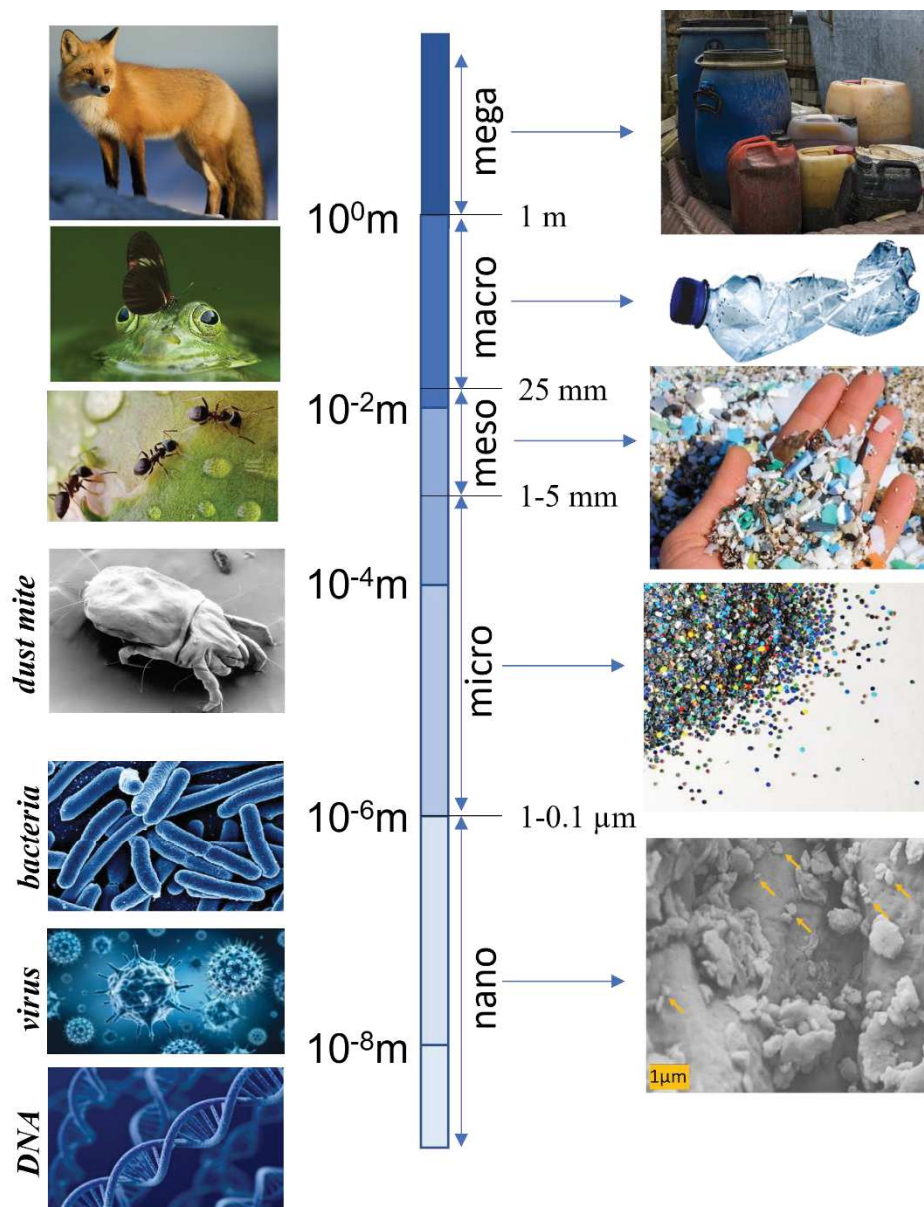 mega
10⁰m
1 m
macro
25 mm
10⁻²m
meso
1-5 mm
10⁻⁴m
dust mite
micro
bacteria
10⁻⁶m
1-0.1 µm
virus
nano
10⁻⁸m
1µm
DNA